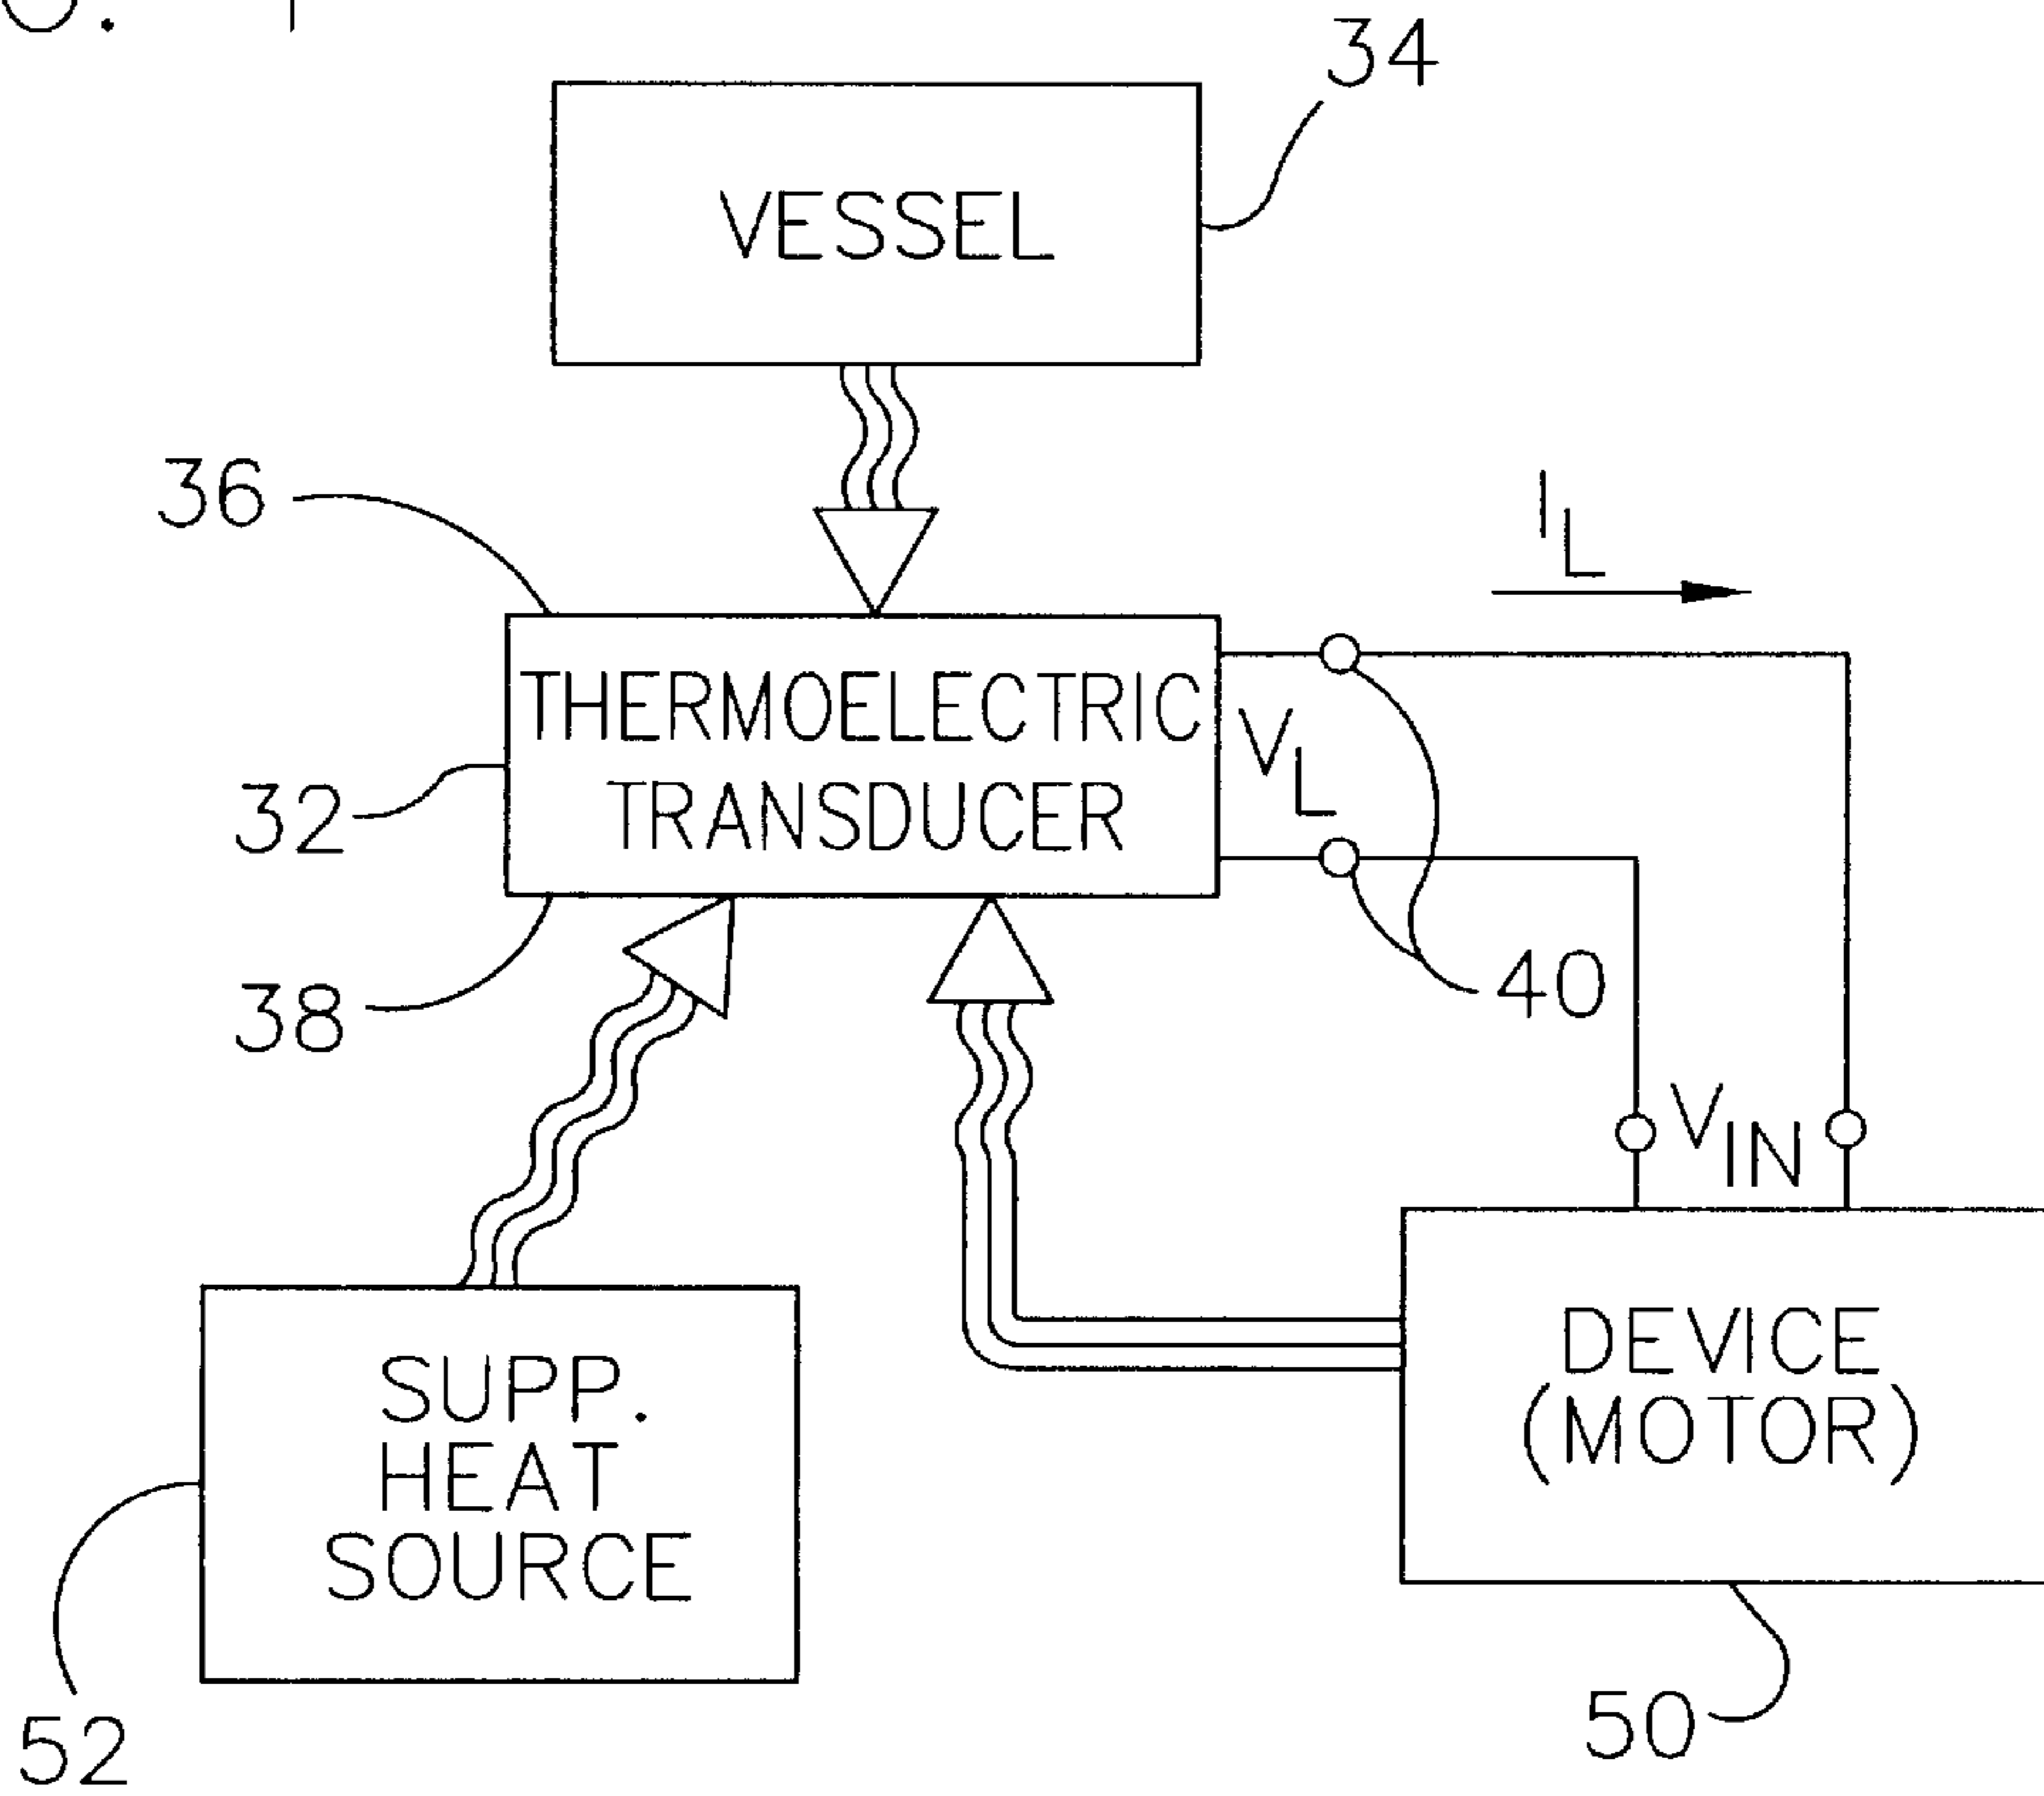 34
VESSEL
36
I_L
THERMOELECTRIC
TRANSDUCER
V_L
32
38
40
V_IN
SUPP.
HEAT
SOURCE
DEVICE
(MOTOR)
52
50